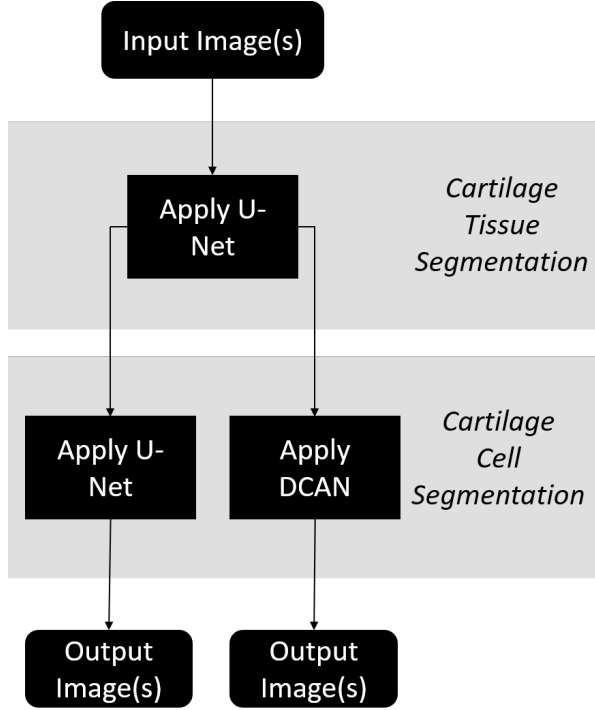 Input Image(s)
Apply U-
Net
Cartilage
Tissue
Segmentation
Apply U-
Net
Apply
DCAN
Cartilage
Cell
Segmentation
Output
Image(s)
Output
Image(s)